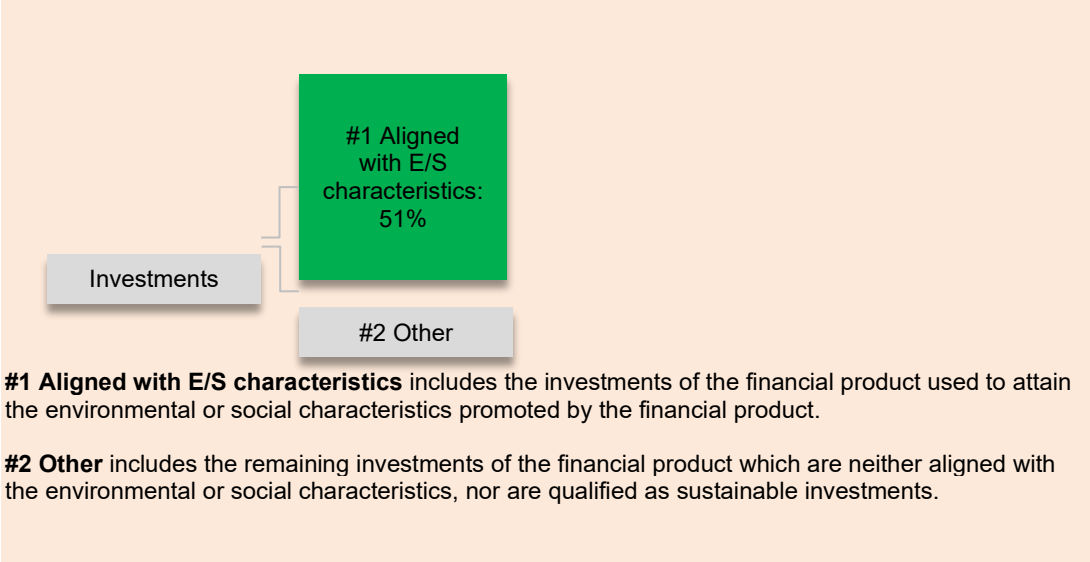 #1 Aligned
with E/S
characteristics:
51%
Investments
#2 Other
#1 Aligned with E/S characteristics includes the investments of the financial product used to attain
the environmental or social characteristics promoted by the financial product.
#2 Other includes the remaining investments of the financial product which are neither aligned with
the environmental or social characteristics, nor are qualified as sustainable investments.